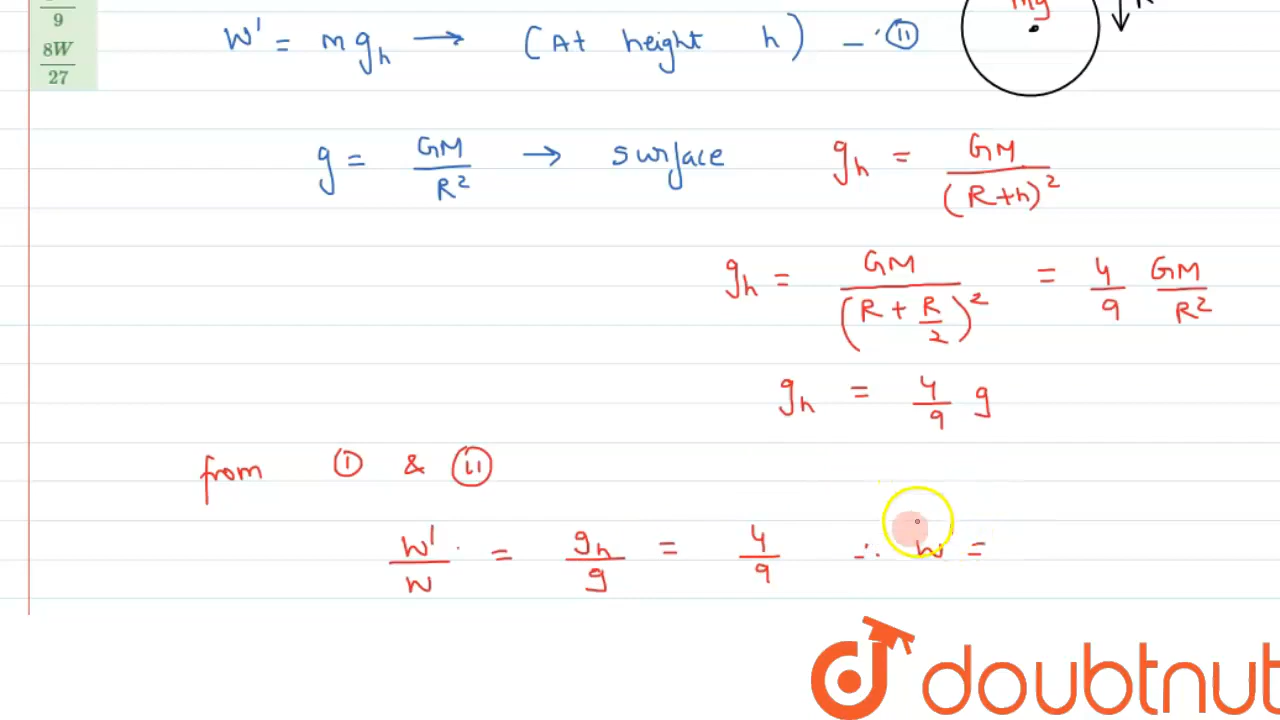 9
8W
27
mg
W' = mg_h → (At height h) — ∴ (ii)
g = GM/R² → surface
g_h = GM/(R+h)²
g_h = GM/(R + R/2)² = 4/9 GM/R²
g_h = 4/9 g
from (i) & (ii)
W'/W = g_h/g = 4/9 ∴ W' =
doubtnut